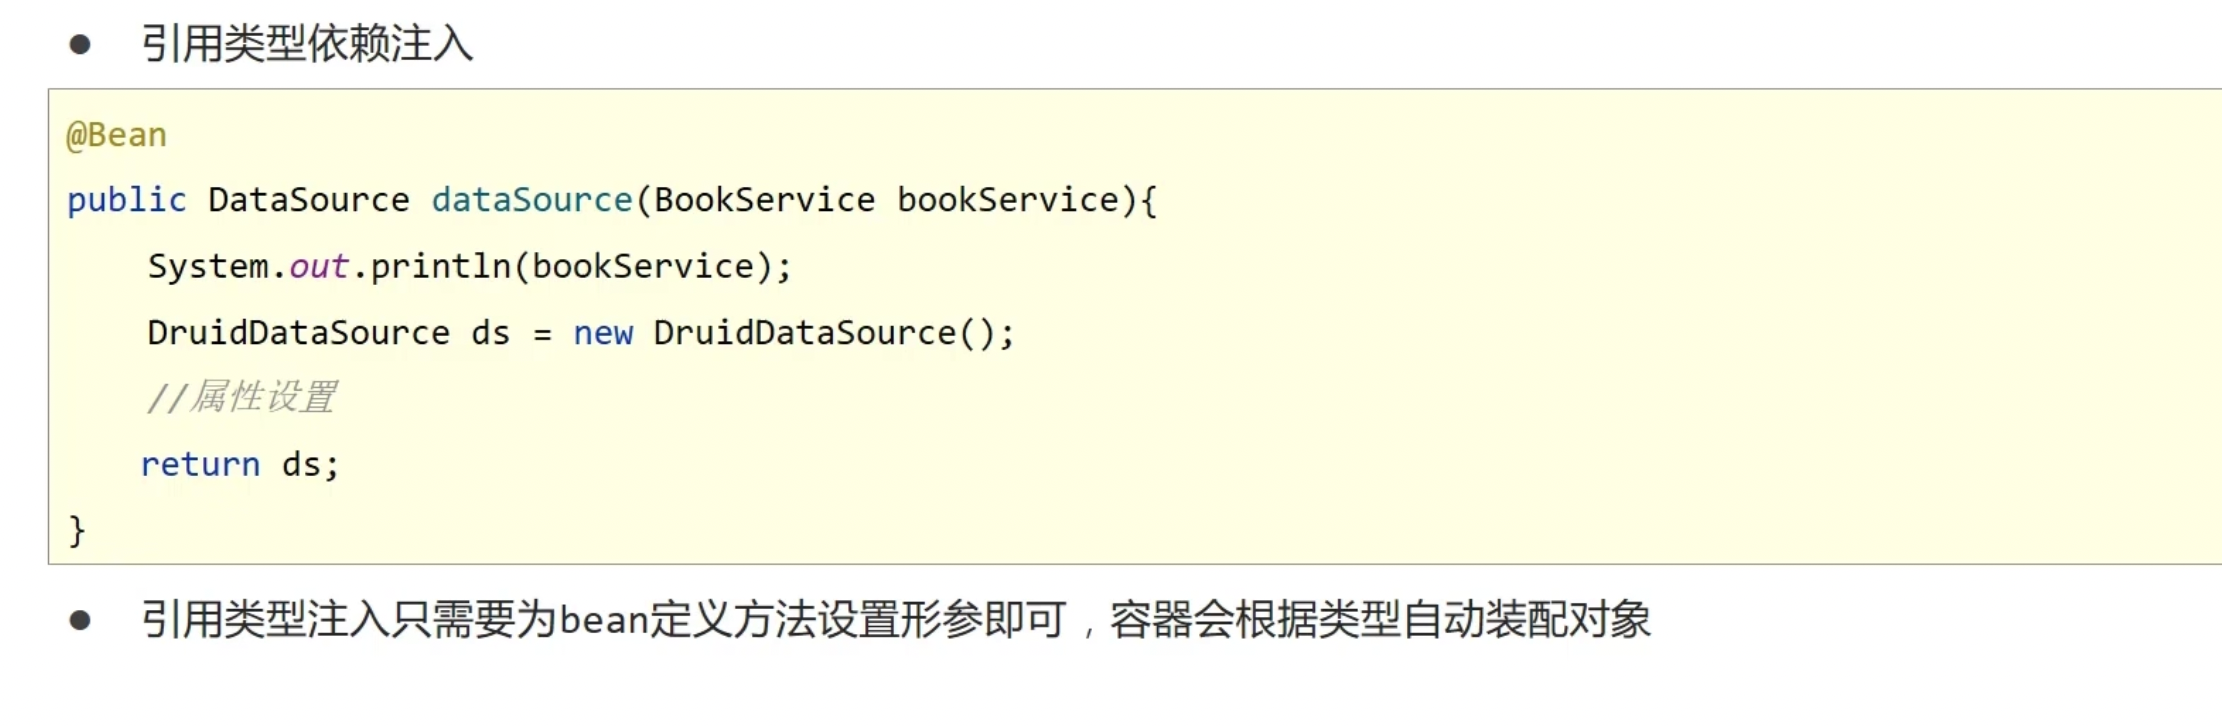 ● 引用类型依赖注入
@Bean
public DataSource dataSource(BookService bookService){
    System.out.println(bookService);
    DruidDataSource ds = new DruidDataSource();
    //属性设置
    return ds;
}
● 引用类型注入只需要为bean定义方法设置形参即可，容器会根据类型自动装配对象